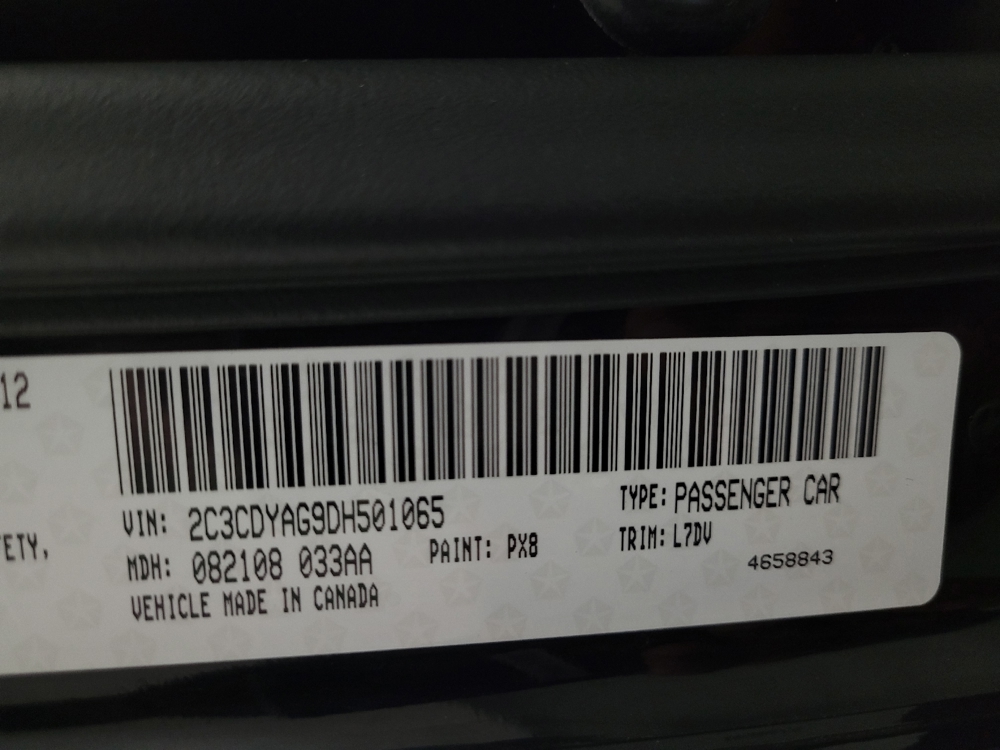 12
VIN: 2C3CDYAG9DH501065
TYPE: PASSENGER CAR
ETY,
MDH: 082108 033AA
PAINT: PX8
TRIM: L7DV
4658843
VEHICLE MADE IN CANADA